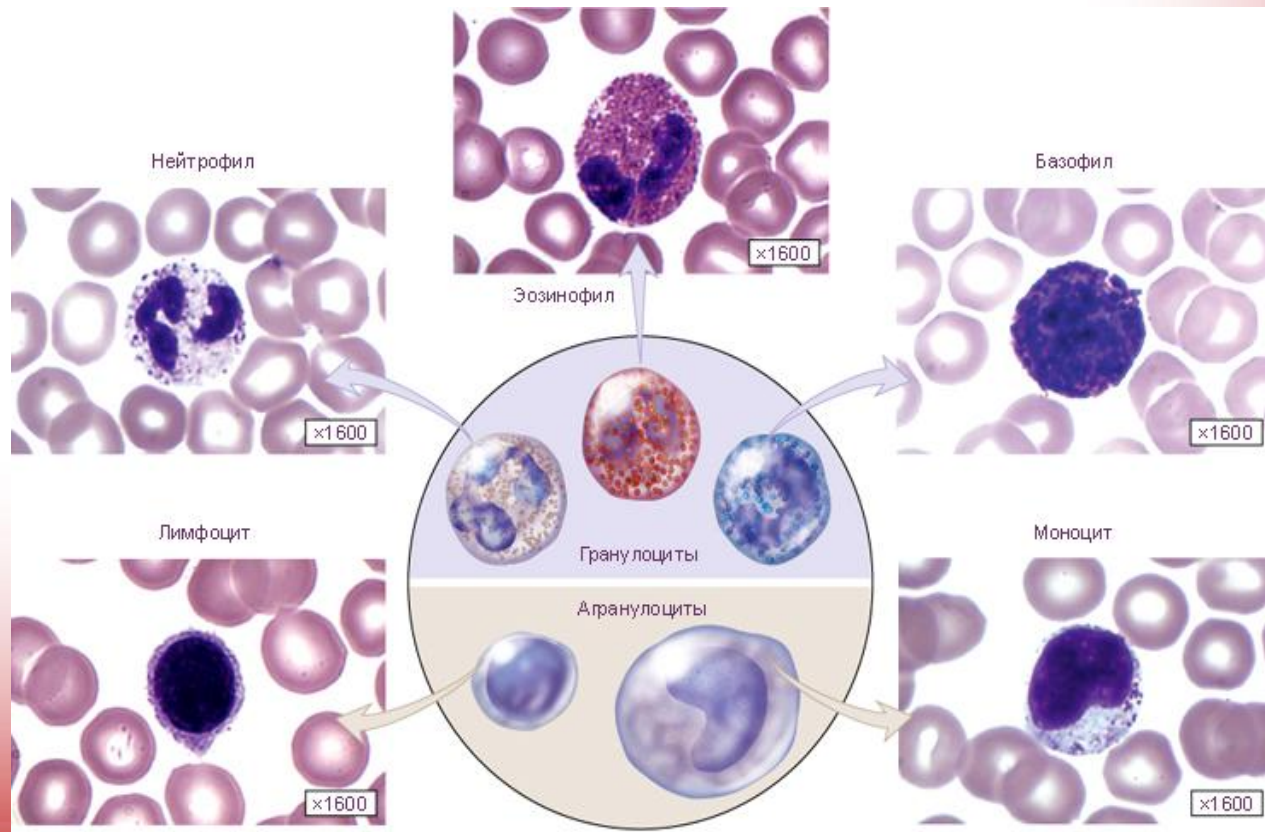 Нейтрофил
×1600
Эозинофил
×1600
Базофил
×1600
Гранулоциты
Агранулоциты
Лимфоцит
×1600
Моноцит
×1600